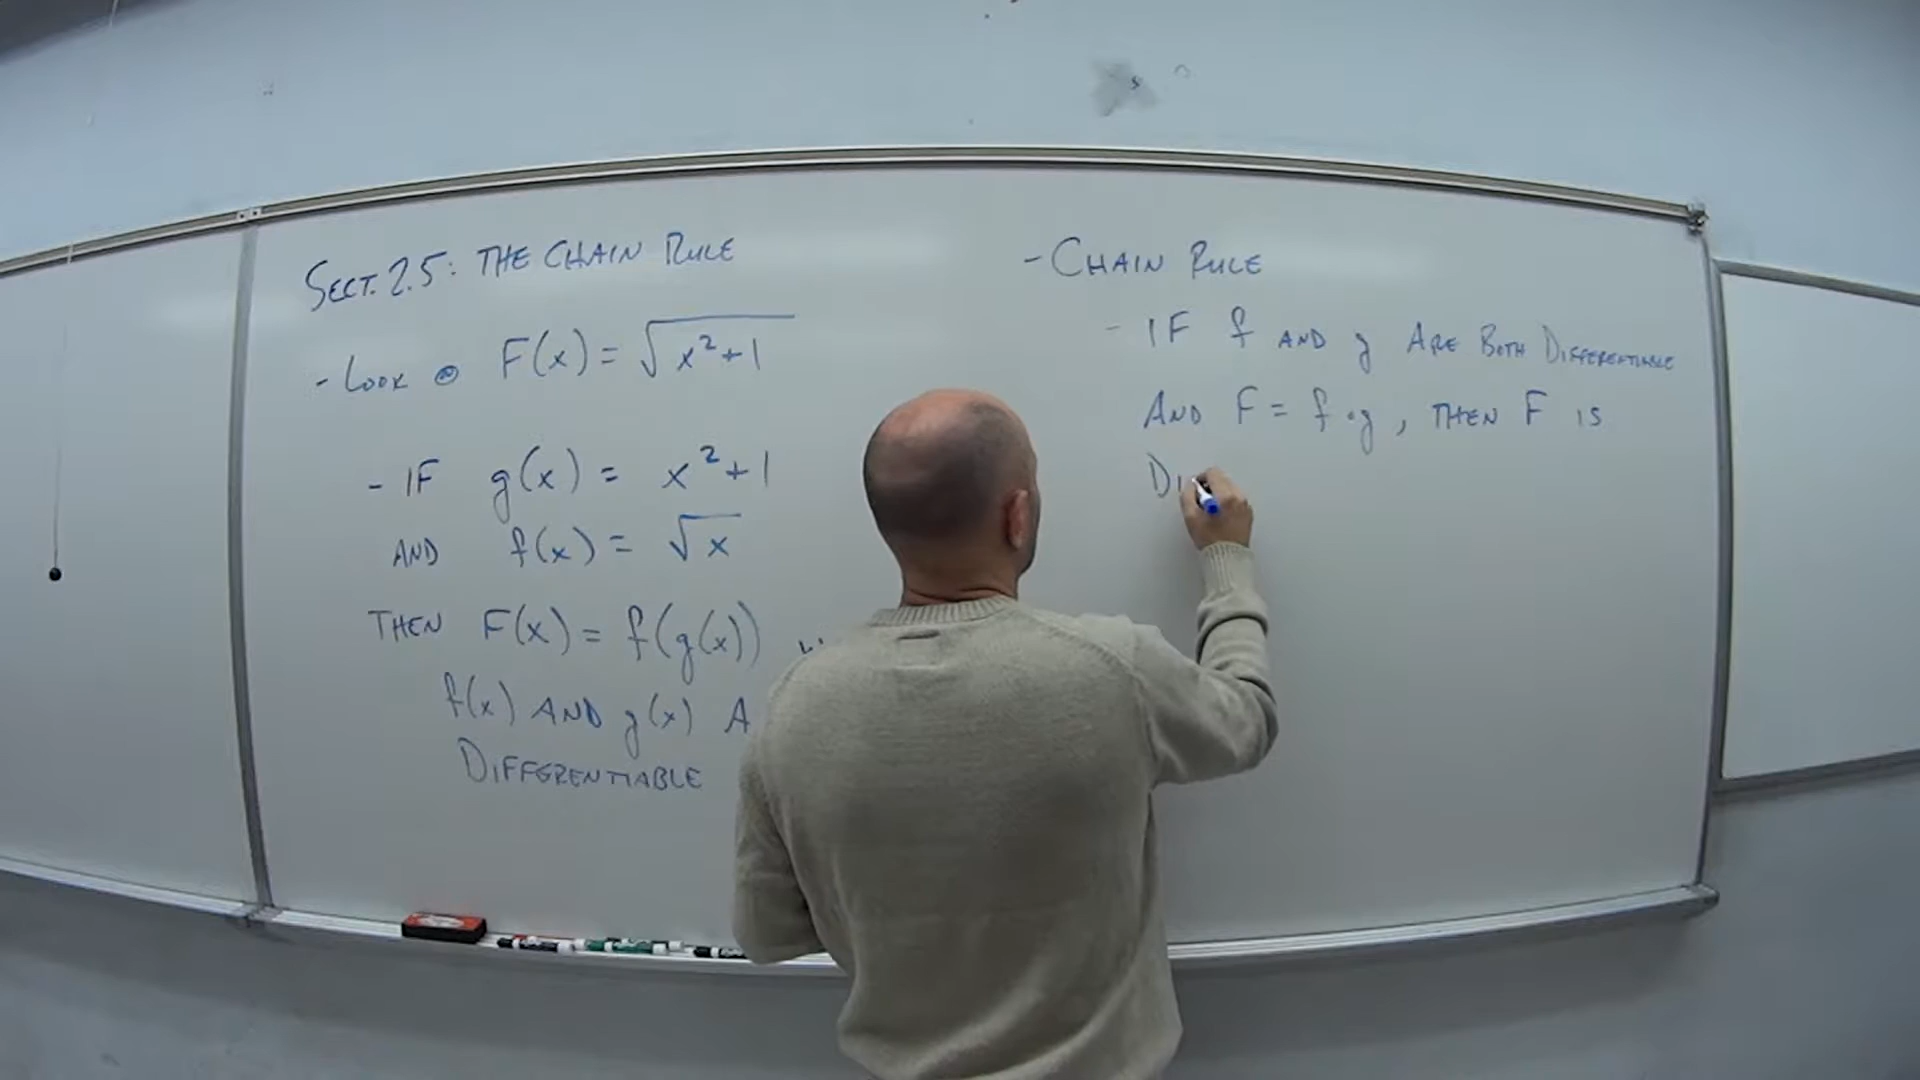 SECT. 2.5: THE CHAIN RULE
- LOOK @ F(x) = √(x²+1)
- IF g(x) = x²+1
AND f(x) = √x
THEN F(x) = f(g(x))
f(x) AND g(x) A
DIFFERENTIABLE
- CHAIN RULE
- IF f AND g ARE BOTH DIFFERENTIABLE
AND F = f∘g, THEN F IS
DI